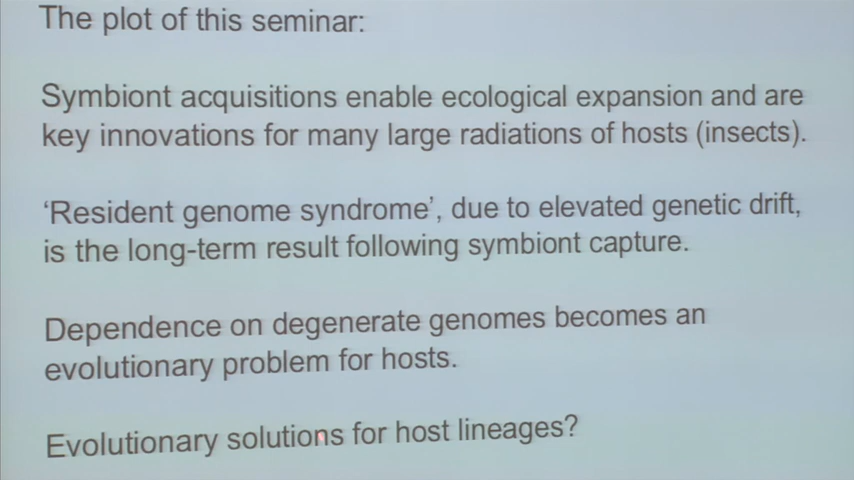 The plot of this seminar:
Symbiont acquisitions enable ecological expansion and are
key innovations for many large radiations of hosts (insects).
‘Resident genome syndrome’, due to elevated genetic drift,
is the long-term result following symbiont capture.
Dependence on degenerate genomes becomes an
evolutionary problem for hosts.
Evolutionary solutions for host lineages?